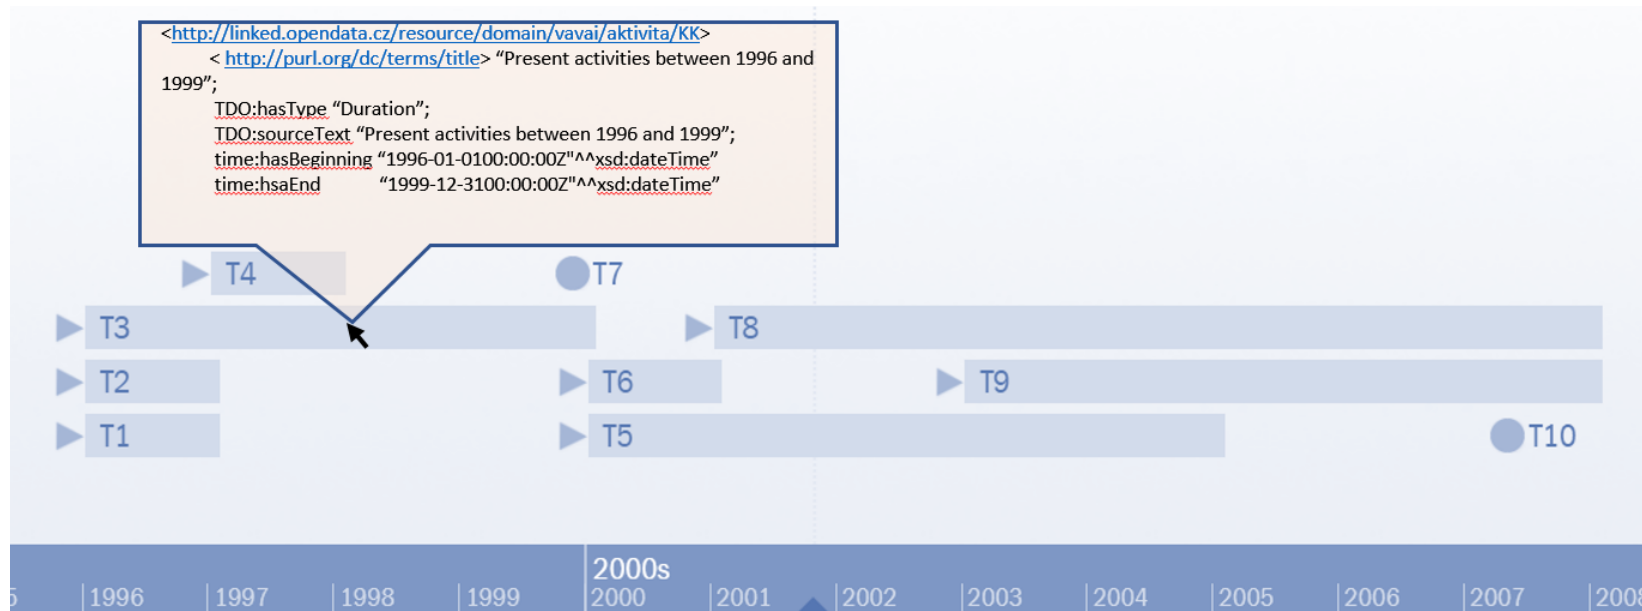 <http://linked.opendata.cz/resource/domain/vavai/aktivita/KK>
< http://purl.org/dc/terms/title> “Present activities between 1996 and
1999”;
TDO:hasType “Duration”;
TDO:sourceText “Present activities between 1996 and 1999”;
time:hasBeginning “1996-01-0100:00:00Z"^^xsd:dateTime”
time:hsaEnd “1999-12-3100:00:00Z"^^xsd:dateTime”
T4 T7
T3 T8
T2 T6 T9
T1 T5 T10
2000s
5 1996 1997 1998 1999 2000 2001 2002 2003 2004 2005 2006 2007